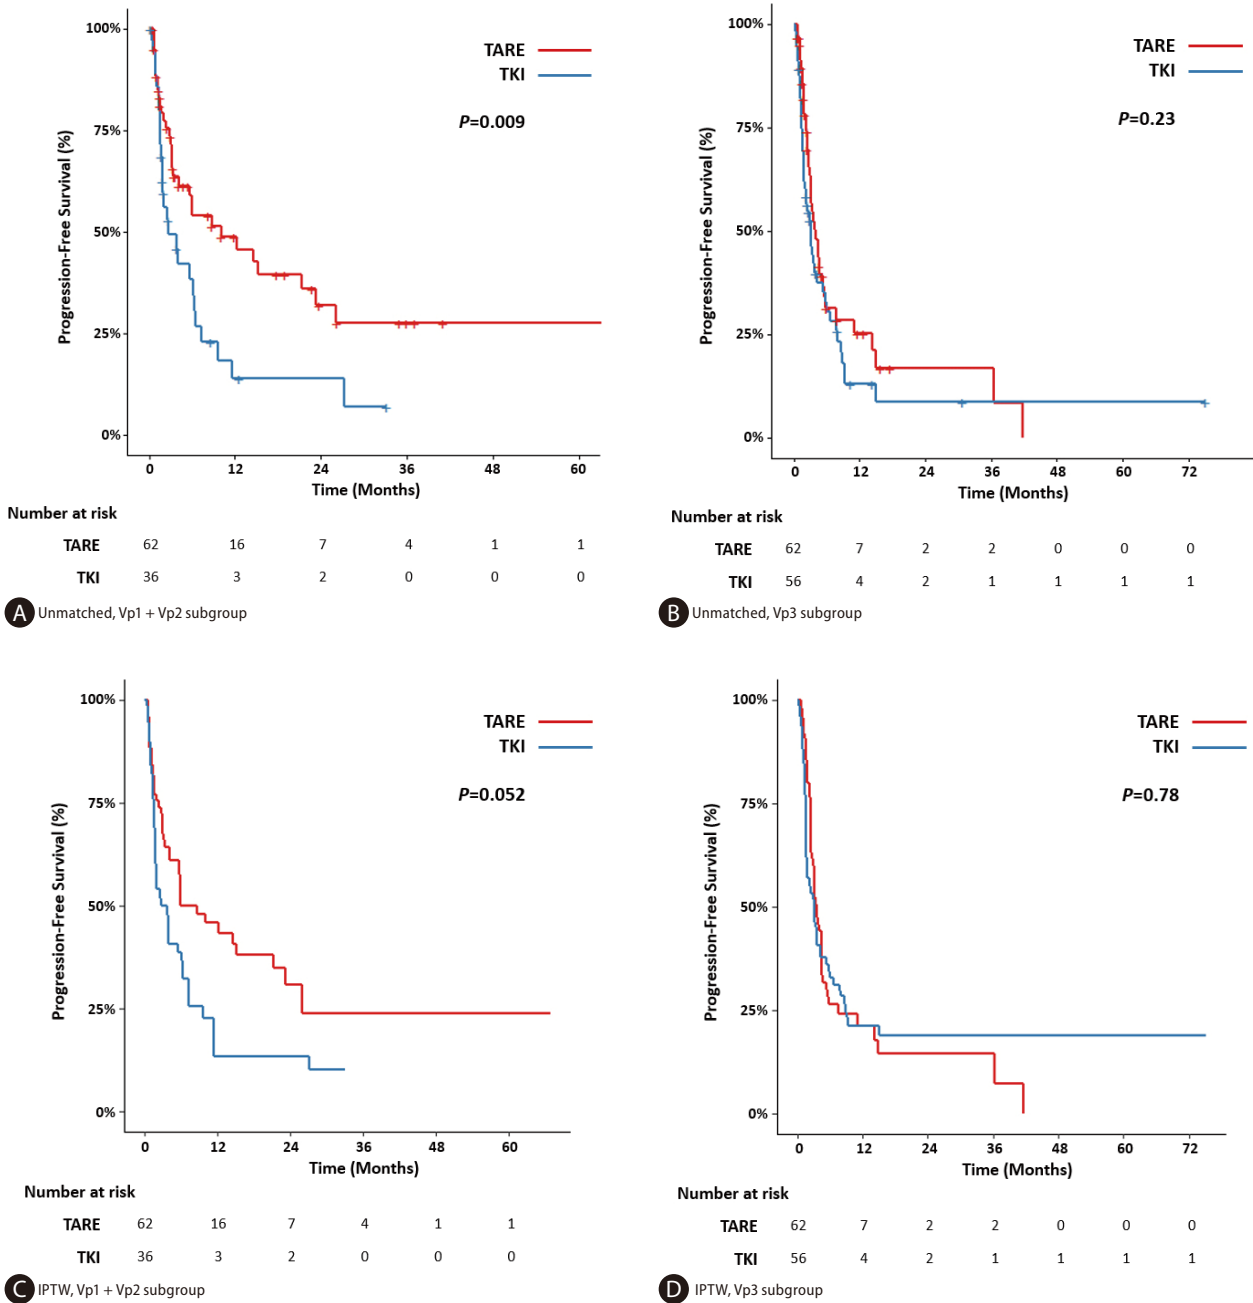 100%
75%
50%
25%
0%
Progression-Free Survival (%)
TARE
TKI
P=0.009
0 12 24 36 48 60
Time (Months)
Number at risk
TARE 62 16 7 4 1 1
TKI 36 3 2 0 0 0
A Unmatched, Vp1 + Vp2 subgroup
100%
75%
50%
25%
0%
Progression-Free Survival (%)
TARE
TKI
P=0.23
0 12 24 36 48 60 72
Time (Months)
Number at risk
TARE 62 7 2 2 0 0 0
TKI 56 4 2 1 1 1 1
B Unmatched, Vp3 subgroup
100%
75%
50%
25%
0%
Progression-Free Survival (%)
TARE
TKI
P=0.052
0 12 24 36 48 60
Time (Months)
Number at risk
TARE 62 16 7 4 1 1
TKI 36 3 2 0 0 0
C IPTW, Vp1 + Vp2 subgroup
100%
75%
50%
25%
0%
Progression-Free Survival (%)
TARE
TKI
P=0.78
0 12 24 36 48 60 72
Time (Months)
Number at risk
TARE 62 7 2 2 0 0 0
TKI 56 4 2 1 1 1 1
D IPTW, Vp3 subgroup